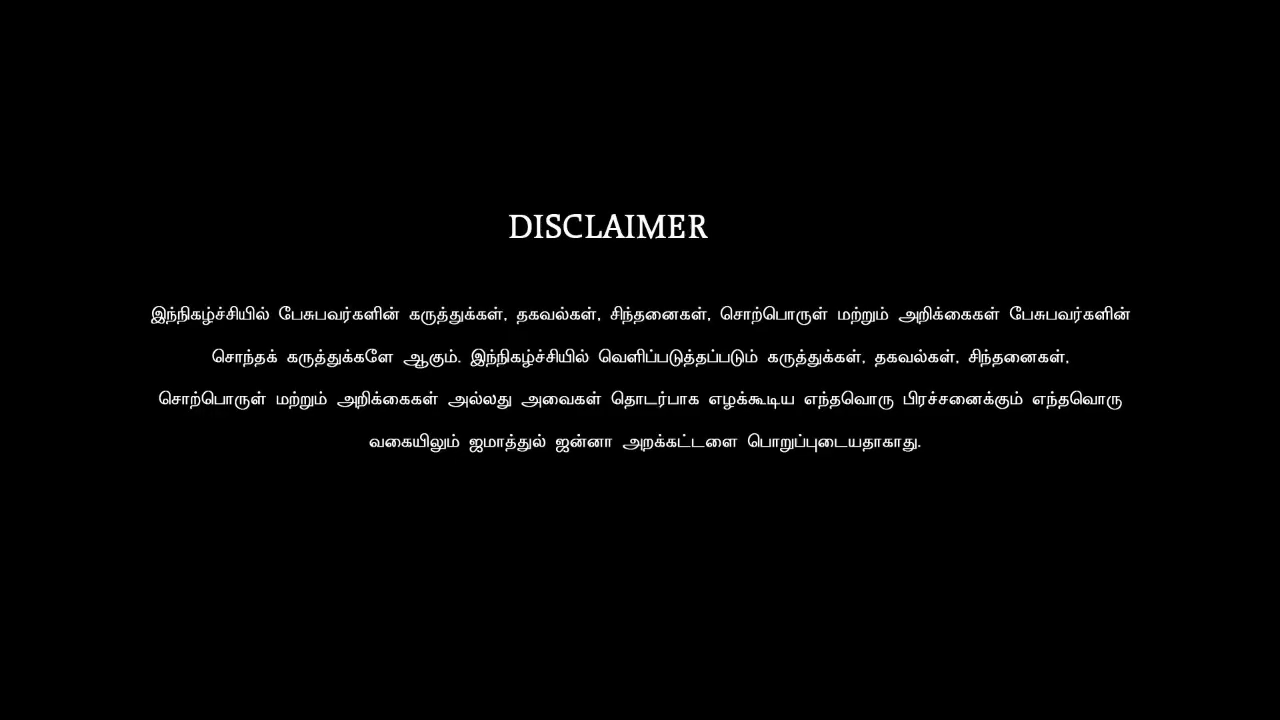 DISCLAIMER
இந்நிகழ்ச்சியில் பேசுபவர்களின் கருத்துக்கள், தகவல்கள், சிந்தனைகள், சொற்பொருள் மற்றும் அறிக்கைகள் பேசுபவர்களின்
சொந்தக் கருத்துக்களே ஆகும். இந்நிகழ்ச்சியில் வெளிப்படுத்தப்படும் கருத்துக்கள், தகவல்கள், சிந்தனைகள்,
சொற்பொருள் மற்றும் அறிக்கைகள் அல்லது அவைகள் தொடர்பாக எழக்கூடிய எந்தவொரு பிரச்சனைக்கும் எந்தவொரு
வகையிலும் ஜமாத்துல் ஜன்னா அறக்கட்டளை பொறுப்புடையதாகாது.